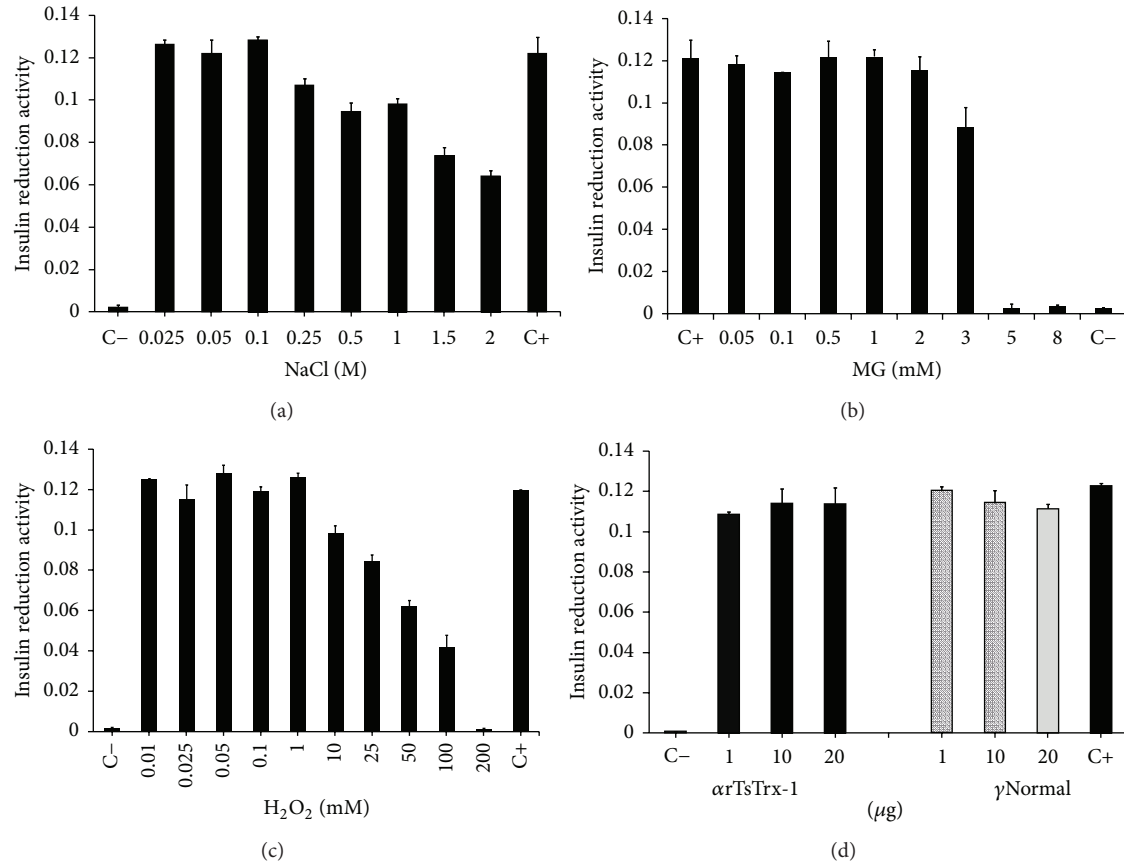 0.14
0.12
0.1
0.08
0.06
0.04
0.02
0
Insulin reduction activity
C− 0.025 0.05 0.1 0.25 0.5 1 1.5 2 C+
NaCl (M)
(a)
0.14
0.12
0.1
0.08
0.06
0.04
0.02
0
Insulin reduction activity
C+ 0.05 0.1 0.5 1 2 3 5 8 C−
MG (mM)
(b)
0.14
0.12
0.1
0.08
0.06
0.04
0.02
0
Insulin reduction activity
C− 0.01 0.025 0.05 0.1 1 10 25 50 100 200 C+
H₂O₂ (mM)
(c)
0.14
0.12
0.1
0.08
0.06
0.04
0.02
0
Insulin reduction activity
C− 1 10 20 1 10 20 C+
αrTsTrx-1 γNormal
(μg)
(d)